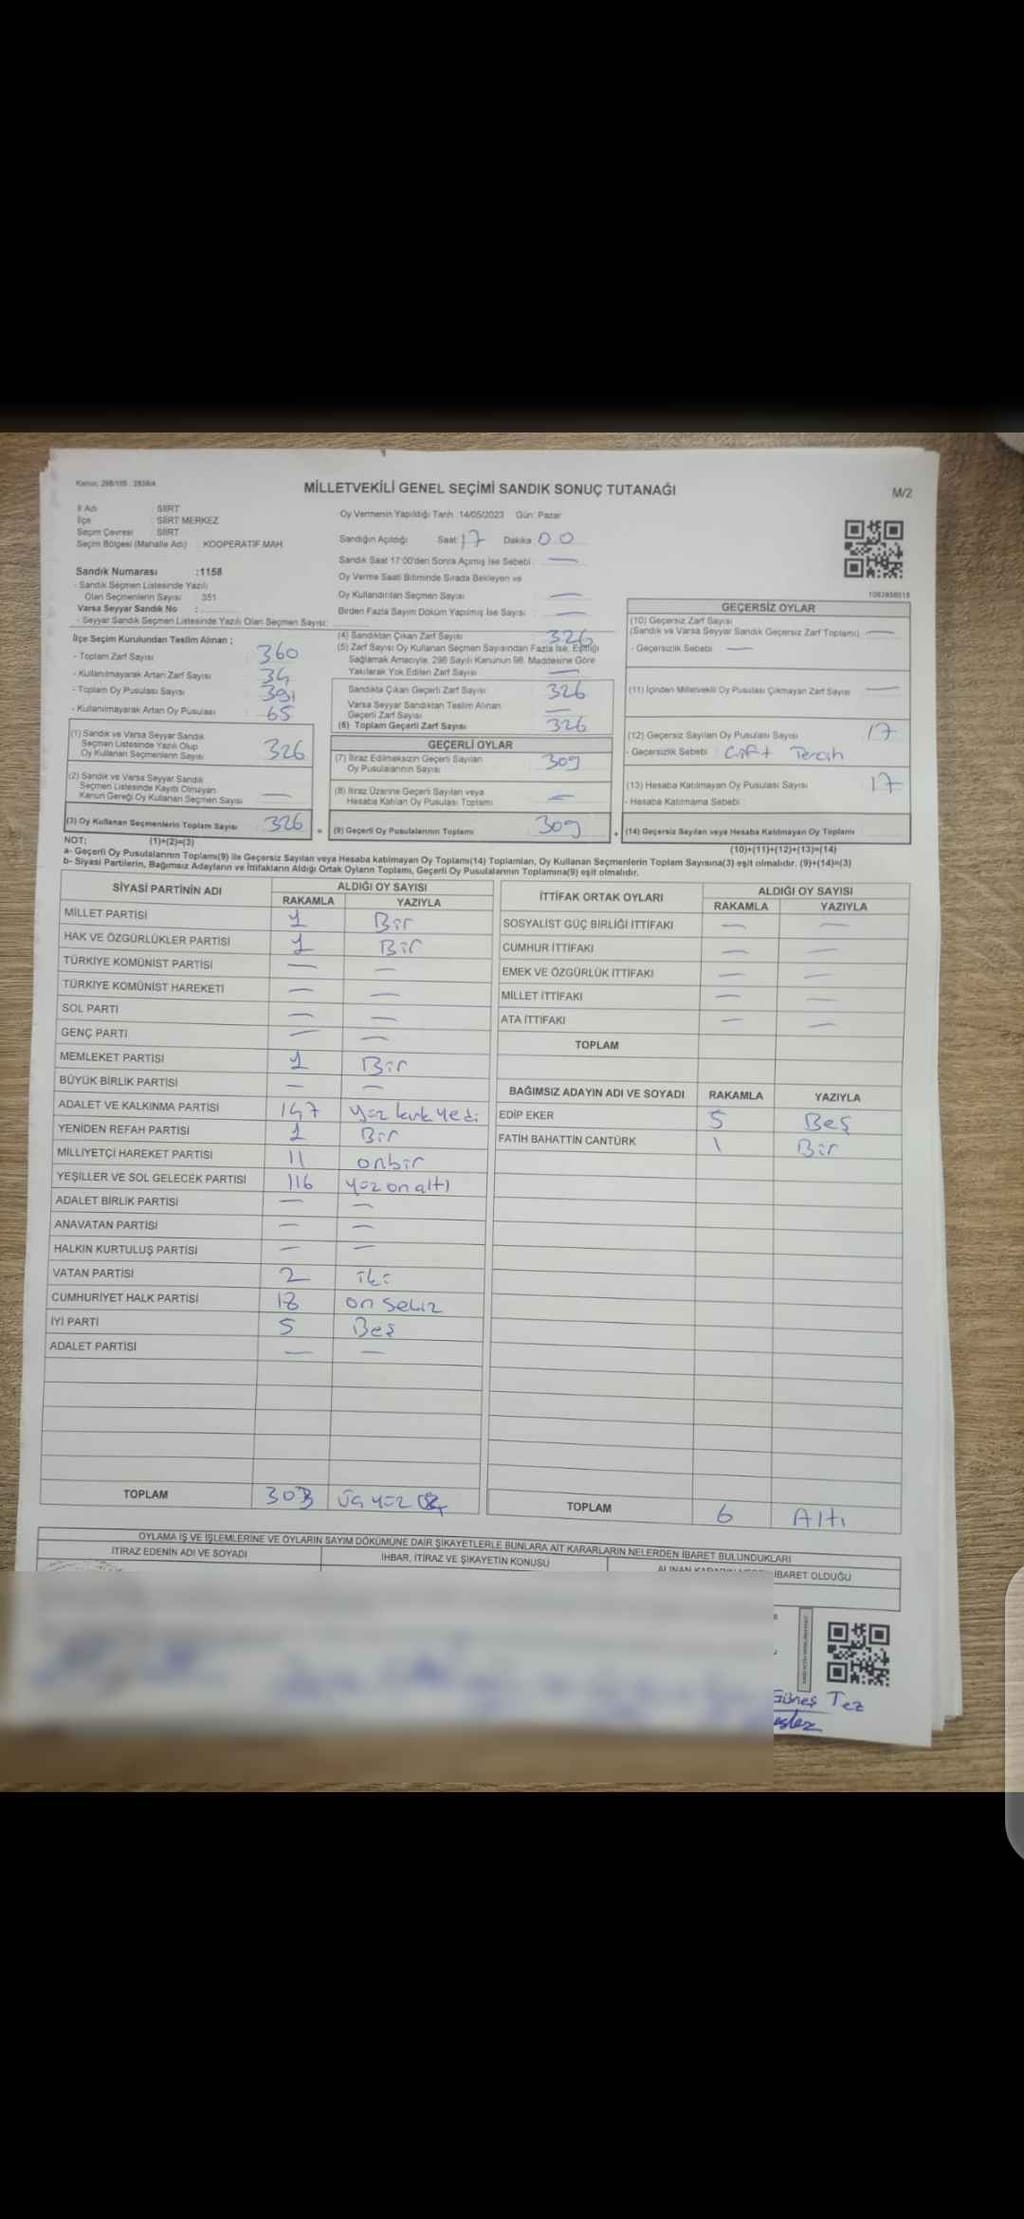 Kanun: 298/105 : 2839/4
MİLLETVEKİLİ GENEL SEÇİMİ SANDIK SONUÇ TUTANAĞI
M/2
İl Adı SİİRT
İlçe SİİRT MERKEZ
Seçim Çevresi SİİRT
Seçim Bölgesi (Mahalle Adı) KOOPERATİF MAH
Oy Vermenin Yapıldığı Tarih :14/05/2023 Gün: Pazar
Sandığın Açıldığı Saat 17 Dakika 00
Sandık Saat 17:00'den Sonra Açılmış İse Sebebi —
Oy Verme Saati Bitiminde Sırada Bekleyen ve
Oy Kullandırılan Seçmen Sayısı —
Birden Fazla Sayım Döküm Yapılmış İse Sayısı —
Sandık Numarası :1158
- Sandık Seçmen Listesinde Yazılı
Olan Seçmenlerin Sayısı 351
Varsa Seyyar Sandık No :
- Seyyar Sandık Seçmen Listesinde Yazılı Olan Seçmen Sayısı:
İlçe Seçim Kurulundan Teslim Alınan ;
- Toplam Zarf Sayısı 360
- Kullanılmayarak Artan Zarf Sayısı 34
- Toplam Oy Pusulası Sayısı 391
- Kullanılmayarak Artan Oy Pusulası 65
(1) Sandık ve Varsa Seyyar Sandık
Seçmen Listesinde Yazılı Olup
Oy Kullanan Seçmenlerin Sayısı 326
(2) Sandık ve Varsa Seyyar Sandık
Seçmen Listesinde Kayıtlı Olmayan
Kanun Gereği Oy Kullanan Seçmen Sayısı —
(3) Oy Kullanan Seçmenlerin Toplam Sayısı 326
(4) Sandıktan Çıkan Zarf Sayısı 326
(5) Zarf Sayısı Oy Kullanan Seçmen Sayısından Fazla İse, Eşitliği
Sağlamak Amacıyla, 298 Sayılı Kanunun 98. Maddesine Göre
Yakılarak Yok Edilen Zarf Sayısı —
Sandıkta Çıkan Geçerli Zarf Sayısı 326
Varsa Seyyar Sandıktan Teslim Alınan
Geçerli Zarf Sayısı —
(6) Toplam Geçerli Zarf Sayısı 326
GEÇERLİ OYLAR
(7) İtiraz Edilmeksizin Geçerli Sayılan
Oy Pusulalarının Sayısı 309
(8) İtiraz Üzerine Geçerli Sayılan veya
Hesaba Katılan Oy Pusulası Toplamı —
= (9) Geçerli Oy Pusulalarının Toplamı 309
1083858018
GEÇERSİZ OYLAR
(10) Geçersiz Zarf Sayısı
(Sandık ve Varsa Seyyar Sandık Geçersiz Zarf Toplamı) —
- Geçersizlik Sebebi —
(11) İçinden Milletvekili Oy Pusulası Çıkmayan Zarf Sayısı —
(12) Geçersiz Sayılan Oy Pusulası Sayısı 17
- Geçersizlik Sebebi Çift Tercih
(13) Hesaba Katılmayan Oy Pusulası Sayısı 17
- Hesaba Katılmama Sebebi
+ (14) Geçersiz Sayılan veya Hesaba Katılmayan Oy Toplamı
NOT; (1)+(2)=(3)
(10)+(11)+(12)+(13)=(14)
a- Geçerli Oy Pusulalarının Toplamı(9) ile Geçersiz Sayılan veya Hesaba katılmayan Oy Toplamı(14) Toplamları, Oy Kullanan Seçmenlerin Toplam Sayısına(3) eşit olmalıdır. (9)+(14)=(3)
b- Siyasi Partilerin, Bağımsız Adayların ve İttifakların Aldığı Ortak Oyların Toplamı, Geçerli Oy Pusulalarının Toplamına(9) eşit olmalıdır.
SİYASİ PARTİNİN ADI ALDIĞI OY SAYISI
RAKAMLA YAZIYLA
MİLLET PARTİSİ 1 Bir
HAK VE ÖZGÜRLÜKLER PARTİSİ 1 Bir
TÜRKİYE KOMÜNİST PARTİSİ — —
TÜRKİYE KOMÜNİST HAREKETİ — —
SOL PARTİ — —
GENÇ PARTİ — —
MEMLEKET PARTİSİ 1 Bir
BÜYÜK BİRLİK PARTİSİ — —
ADALET VE KALKINMA PARTİSİ 147 yüz kırk yedi
YENİDEN REFAH PARTİSİ 1 Bir
MİLLİYETÇİ HAREKET PARTİSİ 11 onbir
YEŞİLLER VE SOL GELECEK PARTİSİ 116 yüz on altı
ADALET BİRLİK PARTİSİ — —
ANAVATAN PARTİSİ — —
HALKIN KURTULUŞ PARTİSİ — —
VATAN PARTİSİ 2 iki
CUMHURİYET HALK PARTİSİ 18 on sekiz
İYİ PARTİ 5 Beş
ADALET PARTİSİ — —
TOPLAM 303 üç yüz üç
İTTİFAK ORTAK OYLARI ALDIĞI OY SAYISI
RAKAMLA YAZIYLA
SOSYALİST GÜÇ BİRLİĞİ İTTİFAKI — —
CUMHUR İTTİFAKI — —
EMEK VE ÖZGÜRLÜK İTTİFAKI — —
MİLLET İTTİFAKI — —
ATA İTTİFAKI — —
TOPLAM
BAĞIMSIZ ADAYIN ADI VE SOYADI RAKAMLA YAZIYLA
EDİP EKER 5 Beş
FATİH BAHATTİN CANTÜRK 1 Bir
TOPLAM 6 Altı
OYLAMA İŞ VE İŞLEMLERİNE VE OYLARIN SAYIM DÖKÜMÜNE DAİR ŞİKAYETLERLE BUNLARA AİT KARARLARIN NELERDEN İBARET BULUNDUKLARI
İTİRAZ EDENİN ADI VE SOYADI İHBAR, İTİRAZ VE ŞİKAYETİN KONUSU ALINAN İBARET OLDUĞU
Güneş Tez